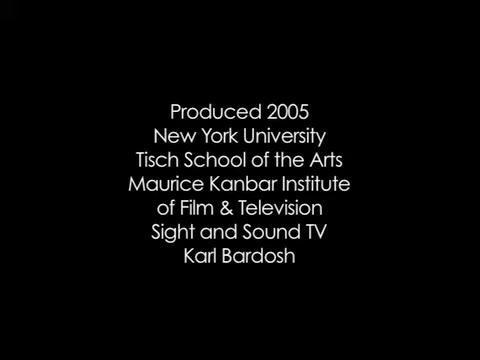 Produced 2005
New York University
Tisch School of the Arts
Maurice Kanbar Institute
of Film & Television
Sight and Sound TV
Karl Bardosh